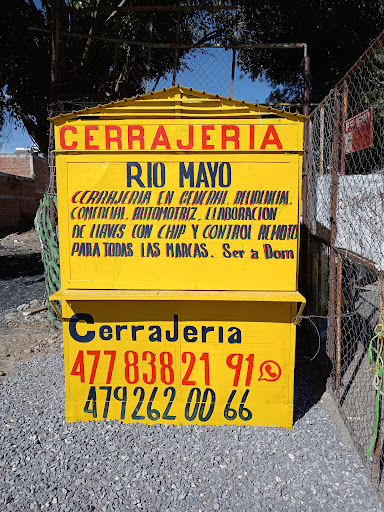 CERRAJERIA
RIO MAYO
CERRAJERIA EN GENERAL, RECIDENCIAL,
COMERCIAL, AUTOMOTRIZ. ELABORACION
DE LLAVES CON CHIP Y CONTROL REMOTO
PARA TODAS LAS MARCAS. Ser a Dom
CerraJeria
477 838 21 91
479 262 00 66